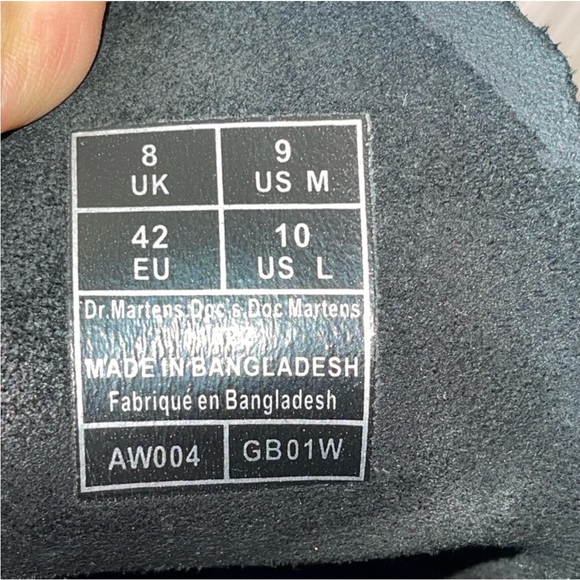 8
UK
9
US M
42
EU
10
US L
Dr.Martens.Doc's.Doc Martens
MADE IN BANGLADESH
Fabriqué en Bangladesh
AW004
GB01W